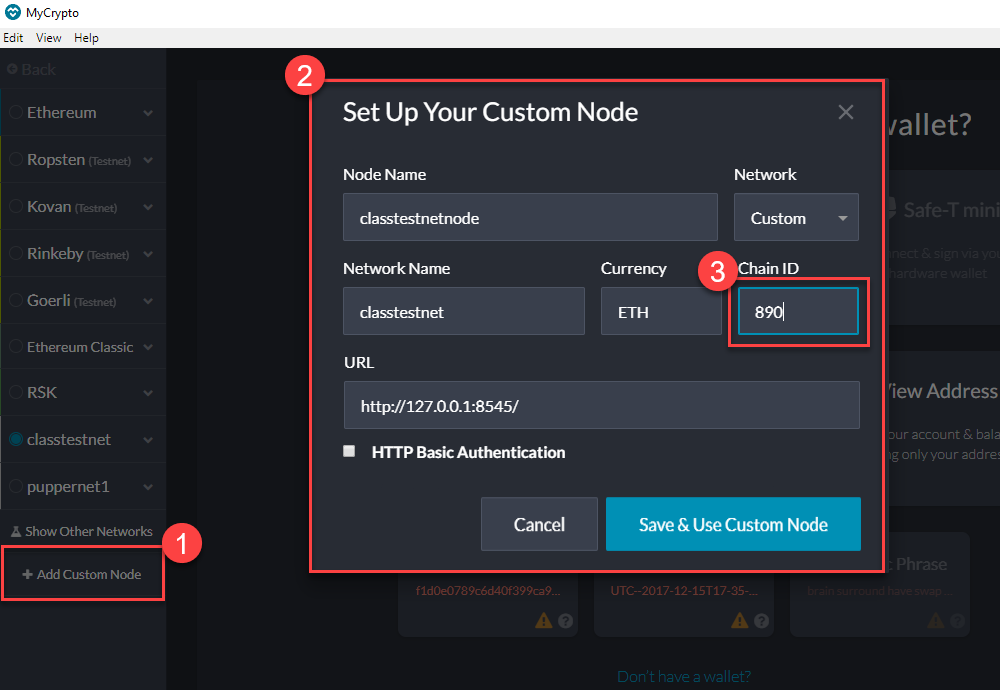 MyCrypto
Edit View Help
Back
Ethereum
Ropsten (Testnet)
Kovan (Testnet)
Rinkeby (Testnet)
Goerli (Testnet)
Ethereum Classic
RSK
classtestnet
puppernet1
Show Other Networks
1
+ Add Custom Node
2
Set Up Your Custom Node
Node Name
Network
classtestnetnode
Custom
Network Name
Currency
3
Chain ID
classtestnet
ETH
890
URL
http://127.0.0.1:8545/
HTTP Basic Authentication
Cancel
Save & Use Custom Node
wallet?
Safe-T mini
& sign via
hardware wallet
View Address
account & bala
only your addres
Phrase
f1d0e0789c6d40f399ca9...
UTC--2017-12-15T17-35-...
brain surround have swap ...
Don't have a wallet?